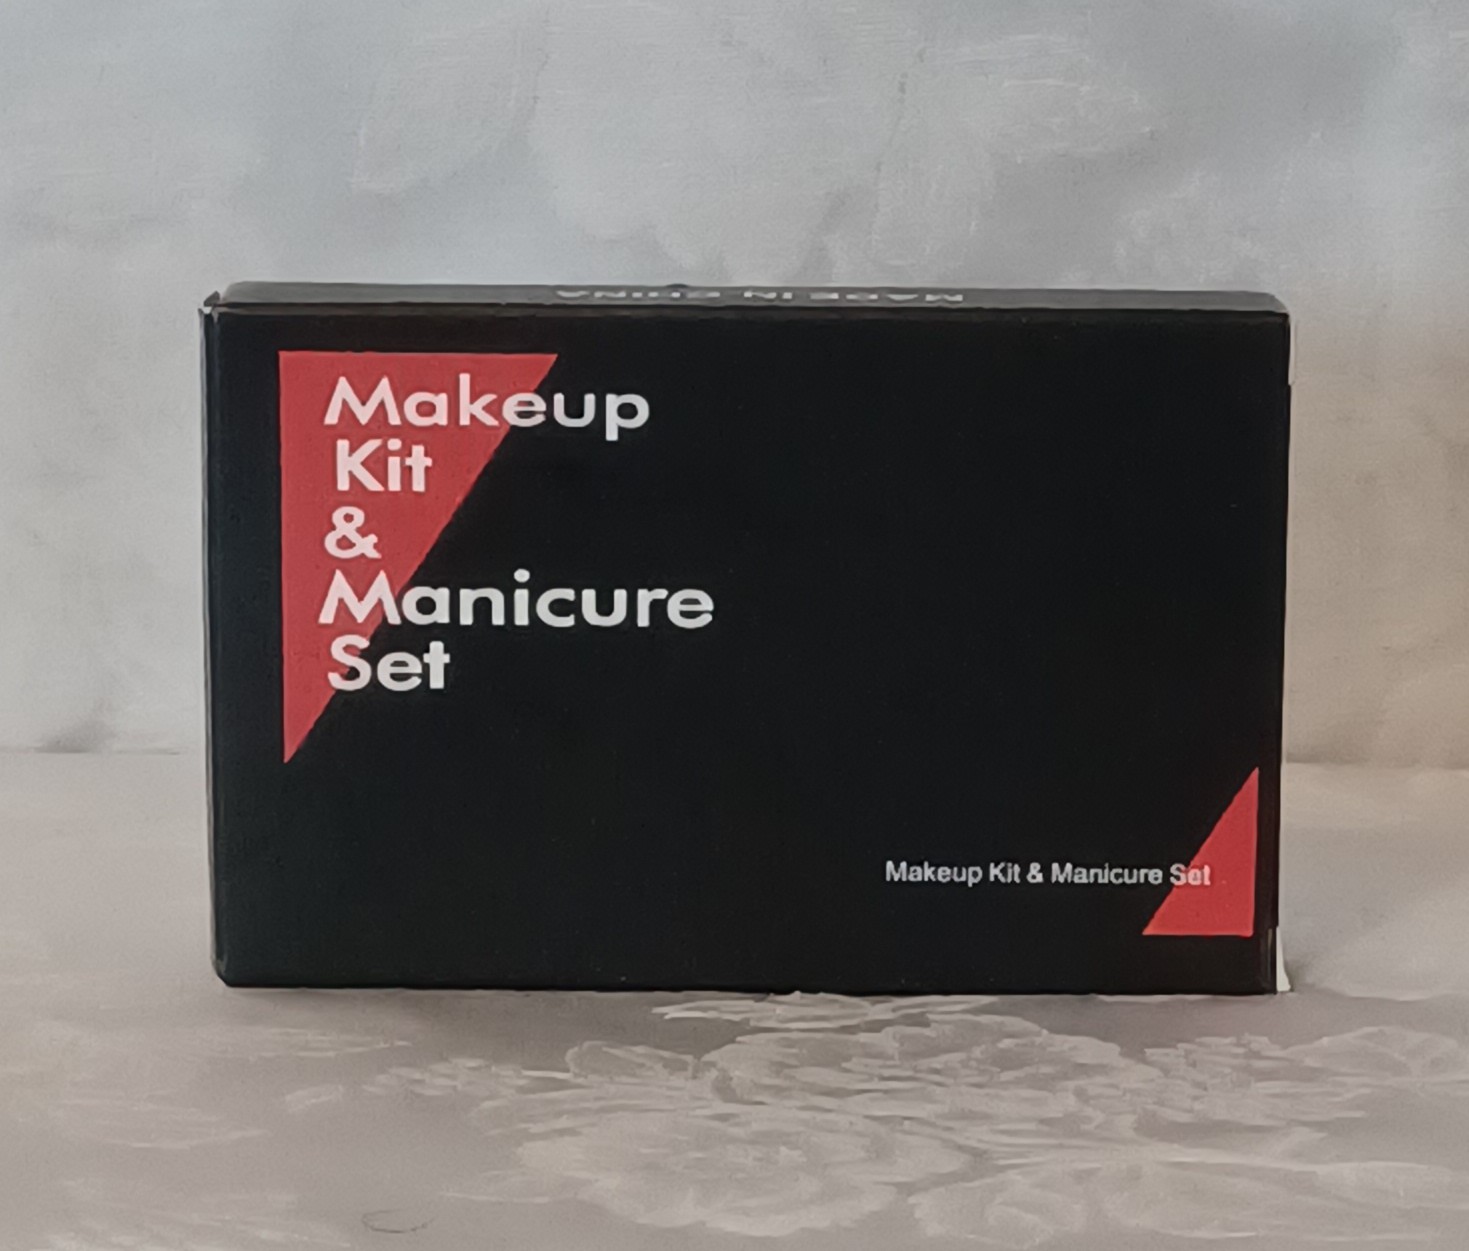 MADE IN CHINA
Makeup
Kit
&
Manicure
Set
Makeup Kit & Manicure Set